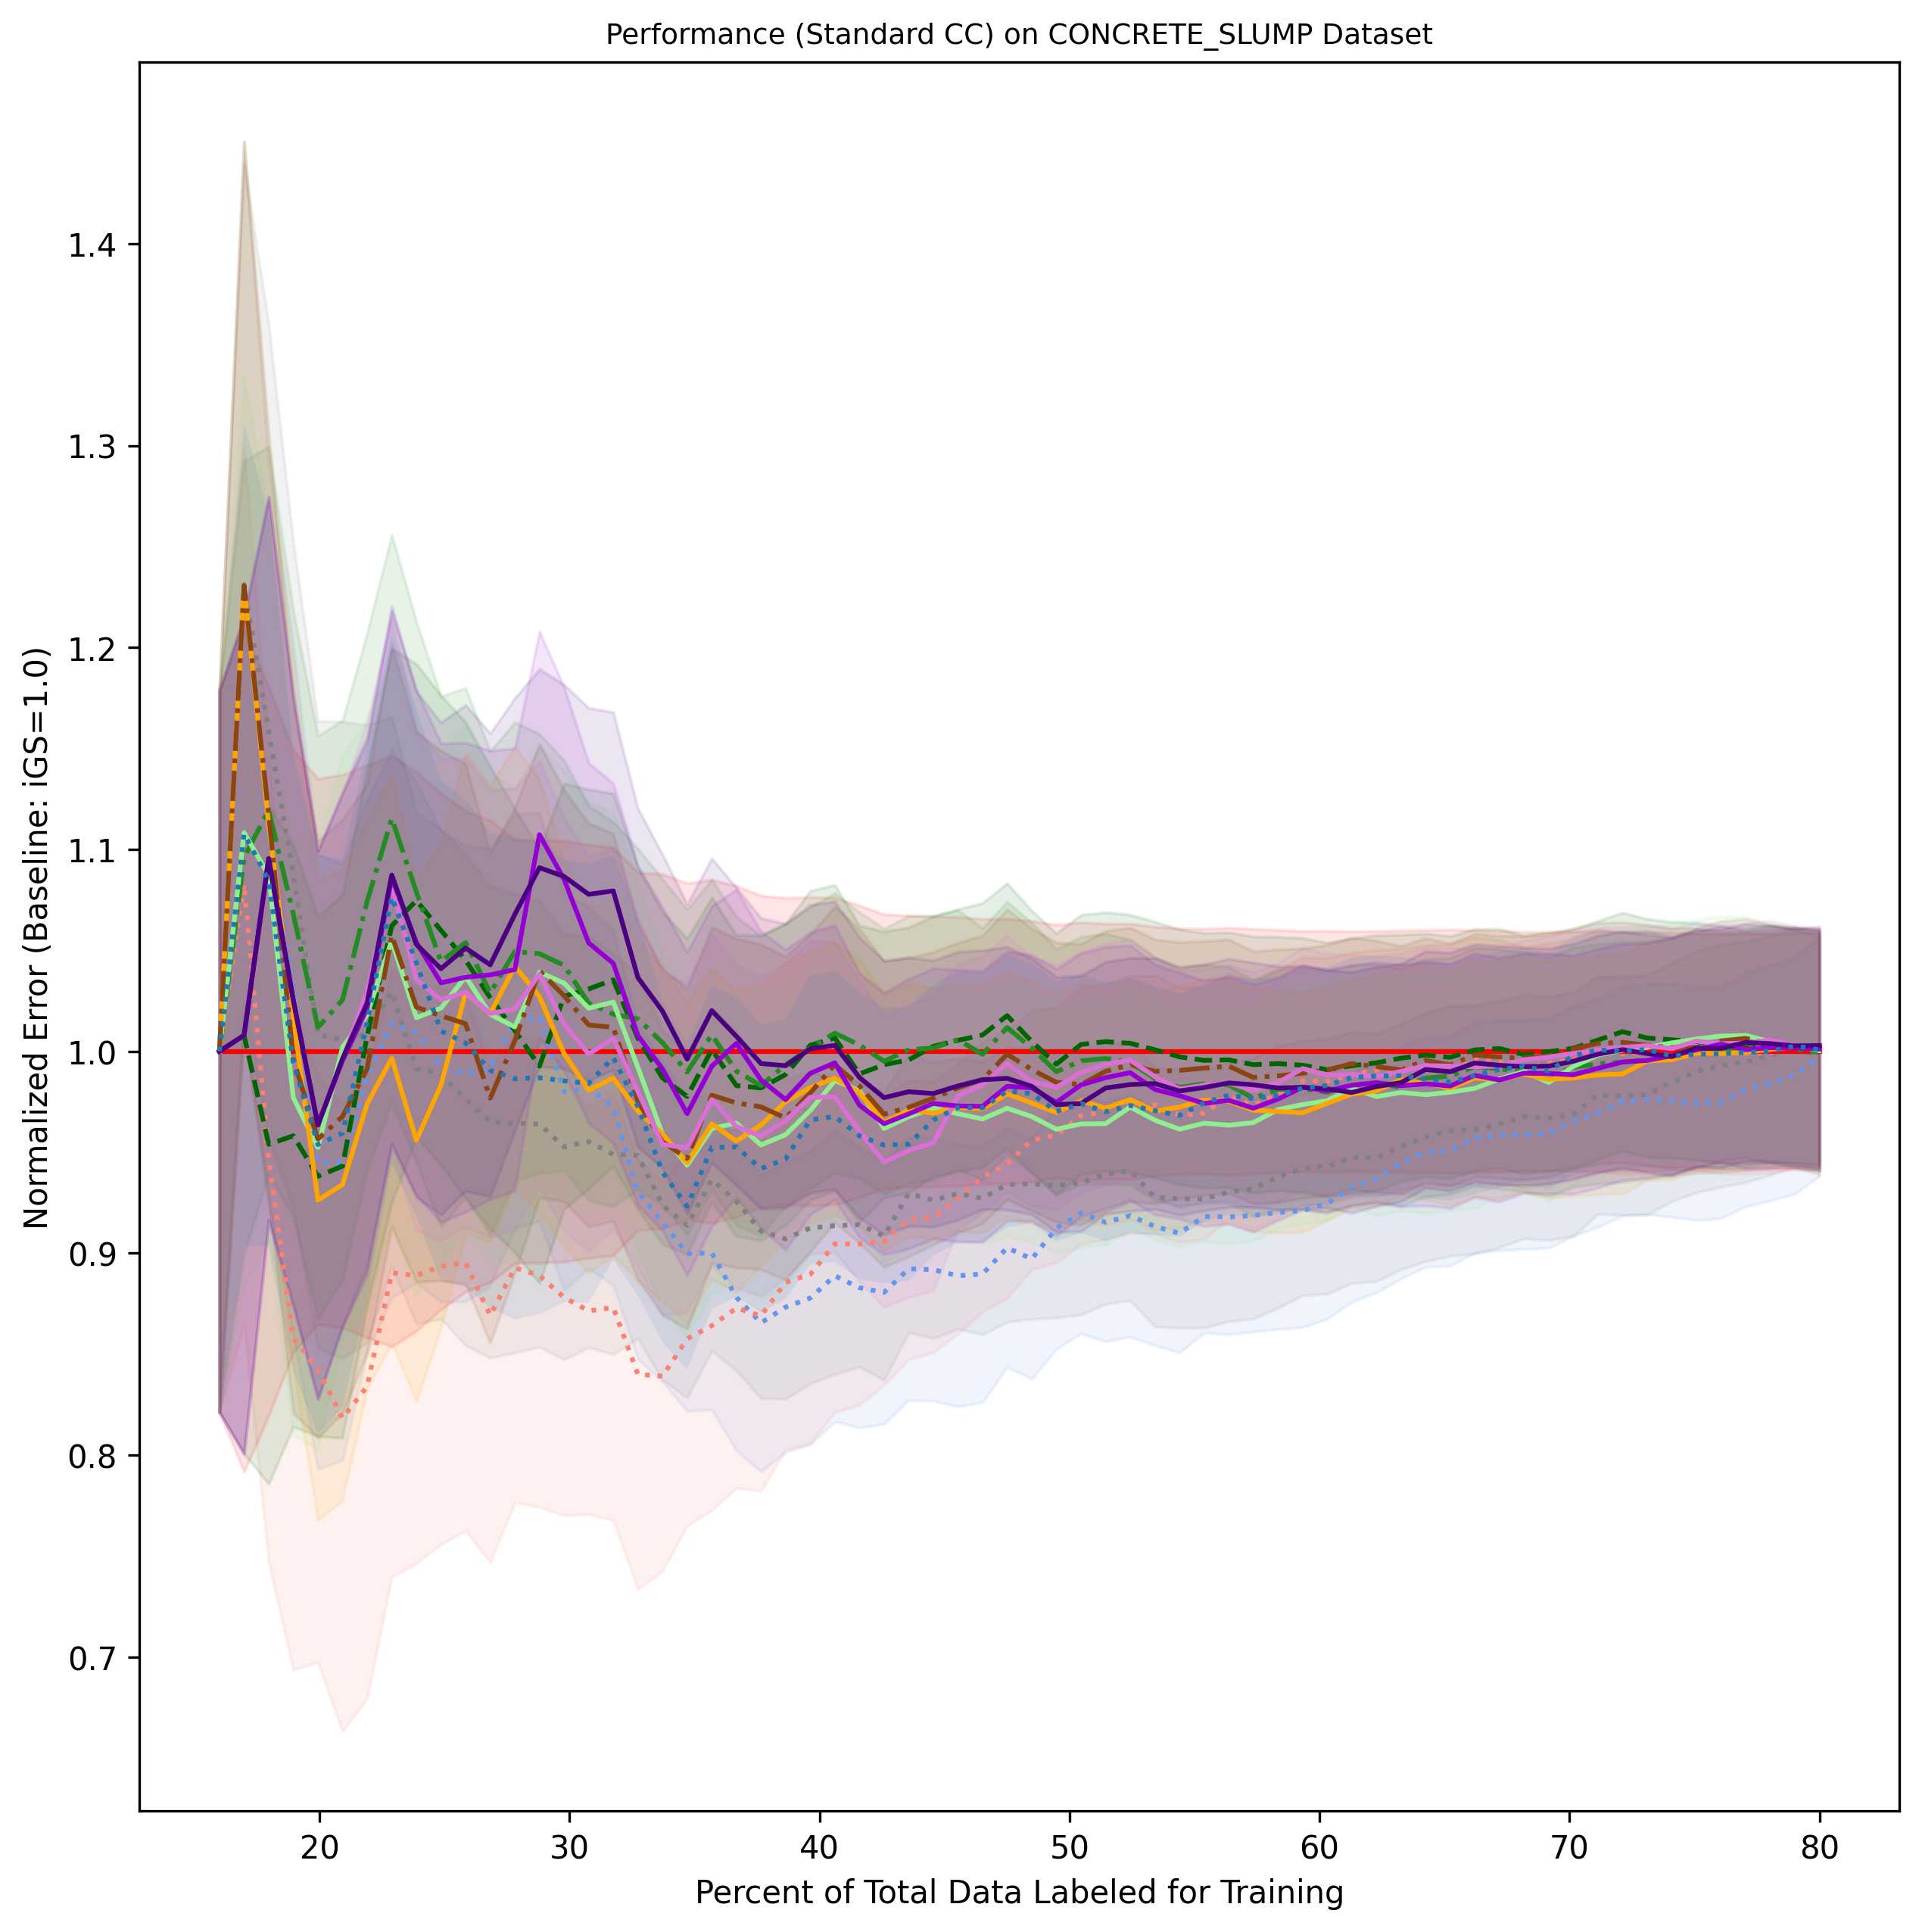 Performance (Standard CC) on CONCRETE_SLUMP Dataset
Normalized Error (Baseline: iGS=1.0)
1.4
1.3
1.2
1.1
1.0
0.9
0.8
0.7
20 30 40 50 60 70 80
Percent of Total Data Labeled for Training